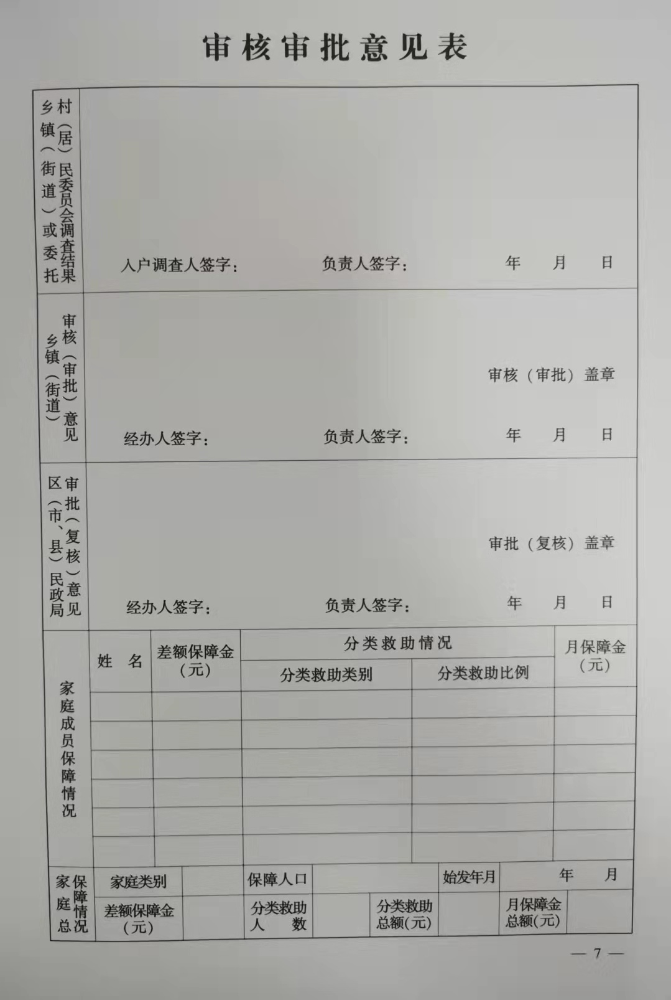 审核审批意见表
乡镇（街道）或委托
村（居）民委员会调查结果
入户调查人签字： 负责人签字： 年 月 日
乡镇（街道）
审核（审批）意见
审核（审批）盖章
经办人签字： 负责人签字： 年 月 日
区（市、县）民政局
审批（复核）意见
审批（复核）盖章
经办人签字： 负责人签字： 年 月 日
家庭成员保障情况
姓 名
差额保障金
（元）
分类救助情况
分类救助类别
分类救助比例
月保障金
（元）
家庭总
保障情况
家庭类别
保障人口
始发年月
年 月
差额保障金
（元）
分类救助
人 数
分类救助
总额(元)
月保障金
总额(元)
— 7 —